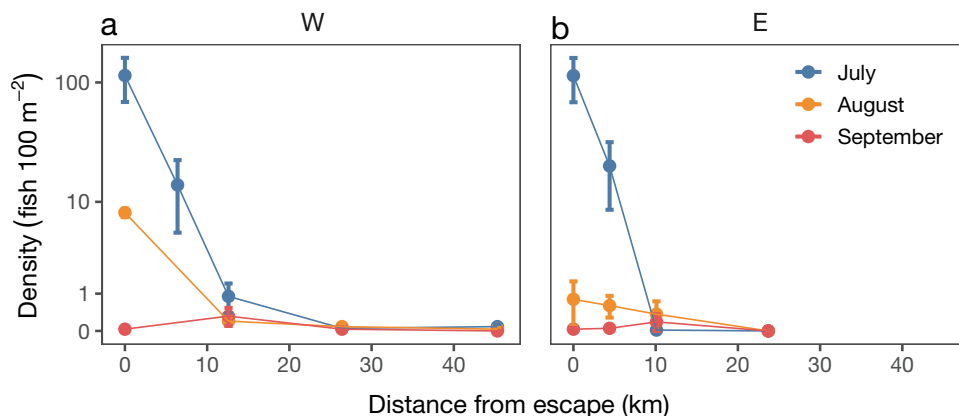 a W
b E
Density (fish 100 m⁻²)
100
10
1
0
July
August
September
0 10 20 30 40
0 10 20 30 40
Distance from escape (km)